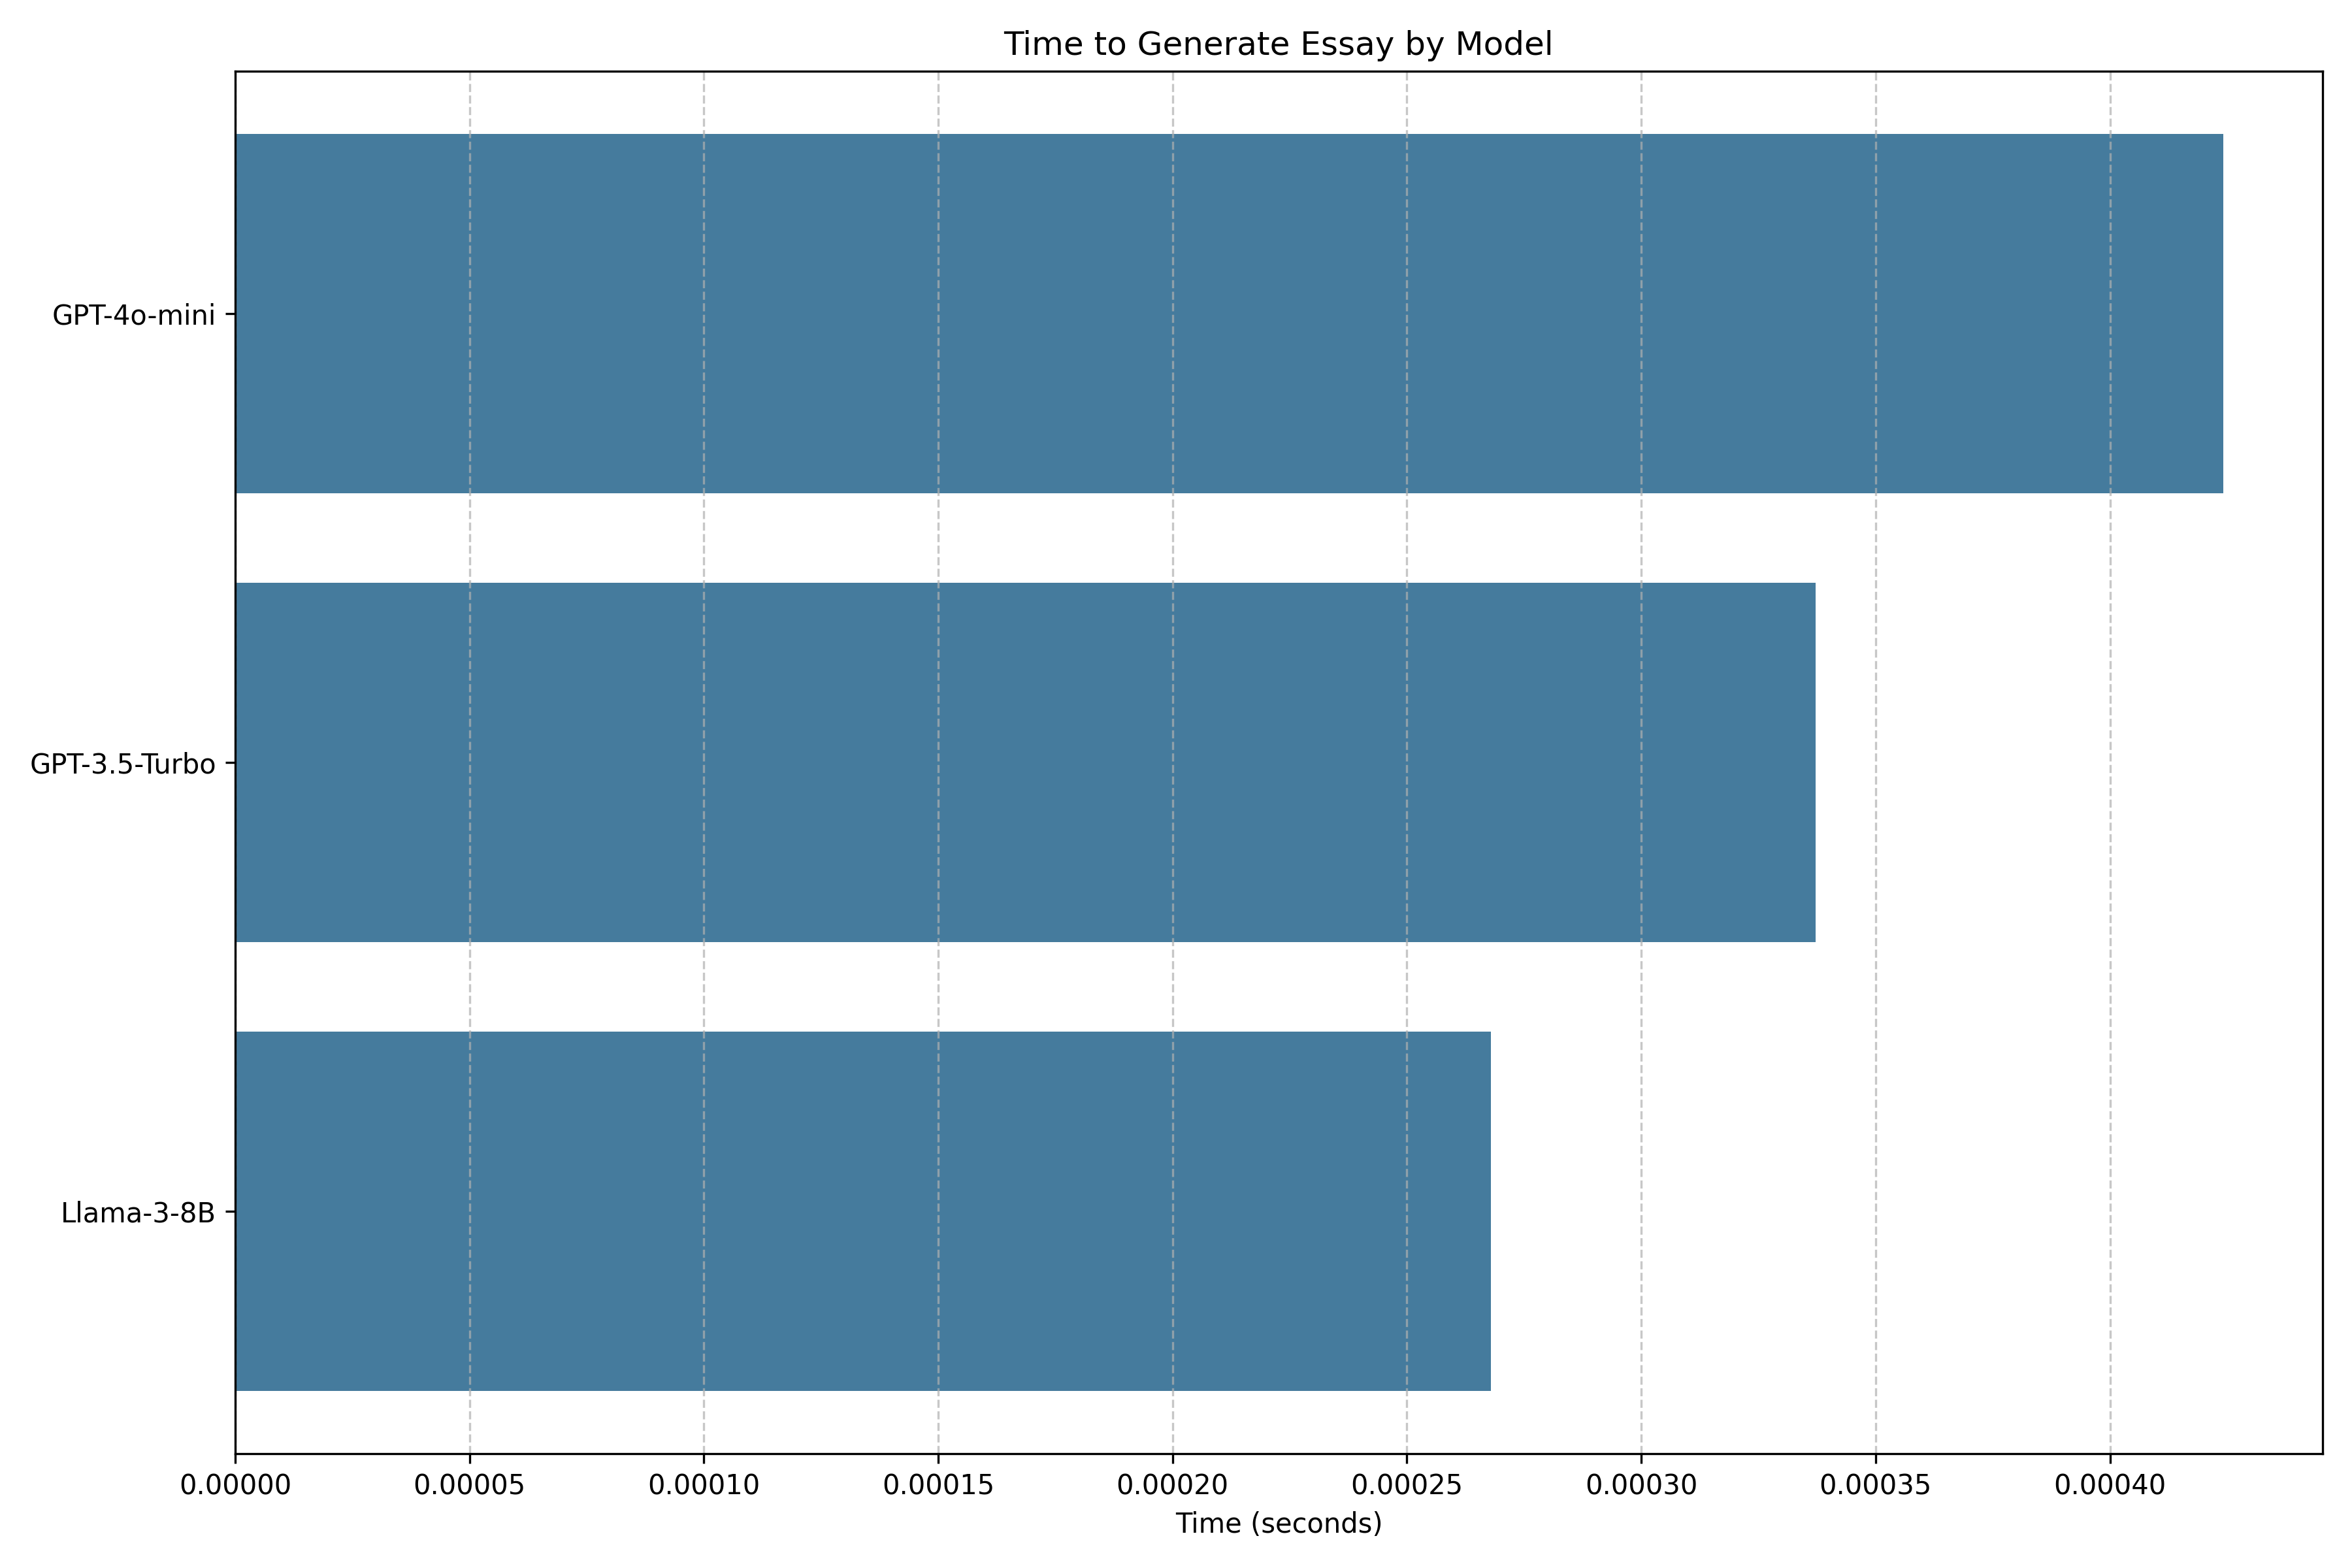 Time to Generate Essay by Model
GPT-4o-mini
GPT-3.5-Turbo
Llama-3-8B
0.00000 0.00005 0.00010 0.00015 0.00020 0.00025 0.00030 0.00035 0.00040
Time (seconds)